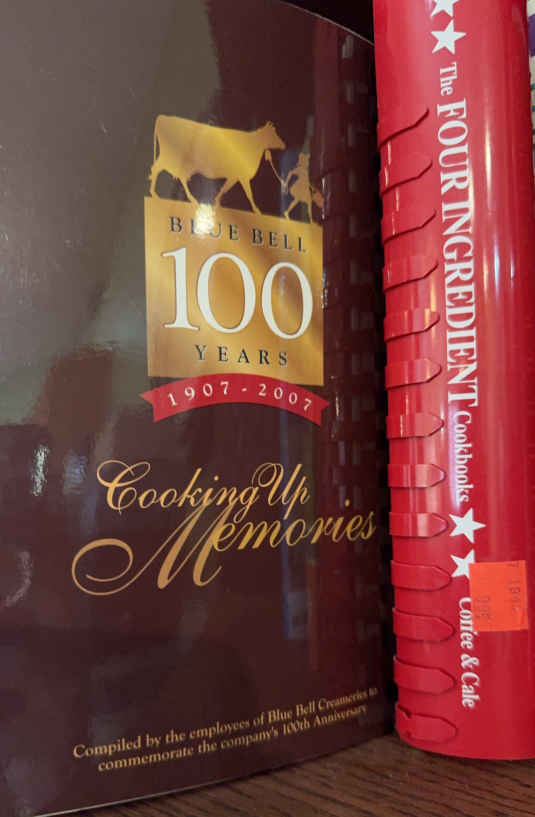 BLUE BELL
100
YEARS
1907 - 2007
Cooking Up
Memories
Compiled by the employees of Blue Bell Creameries to
commemorate the company's 100th Anniversary
The FOUR INGREDIENT Cookbooks
Coffee & Cale